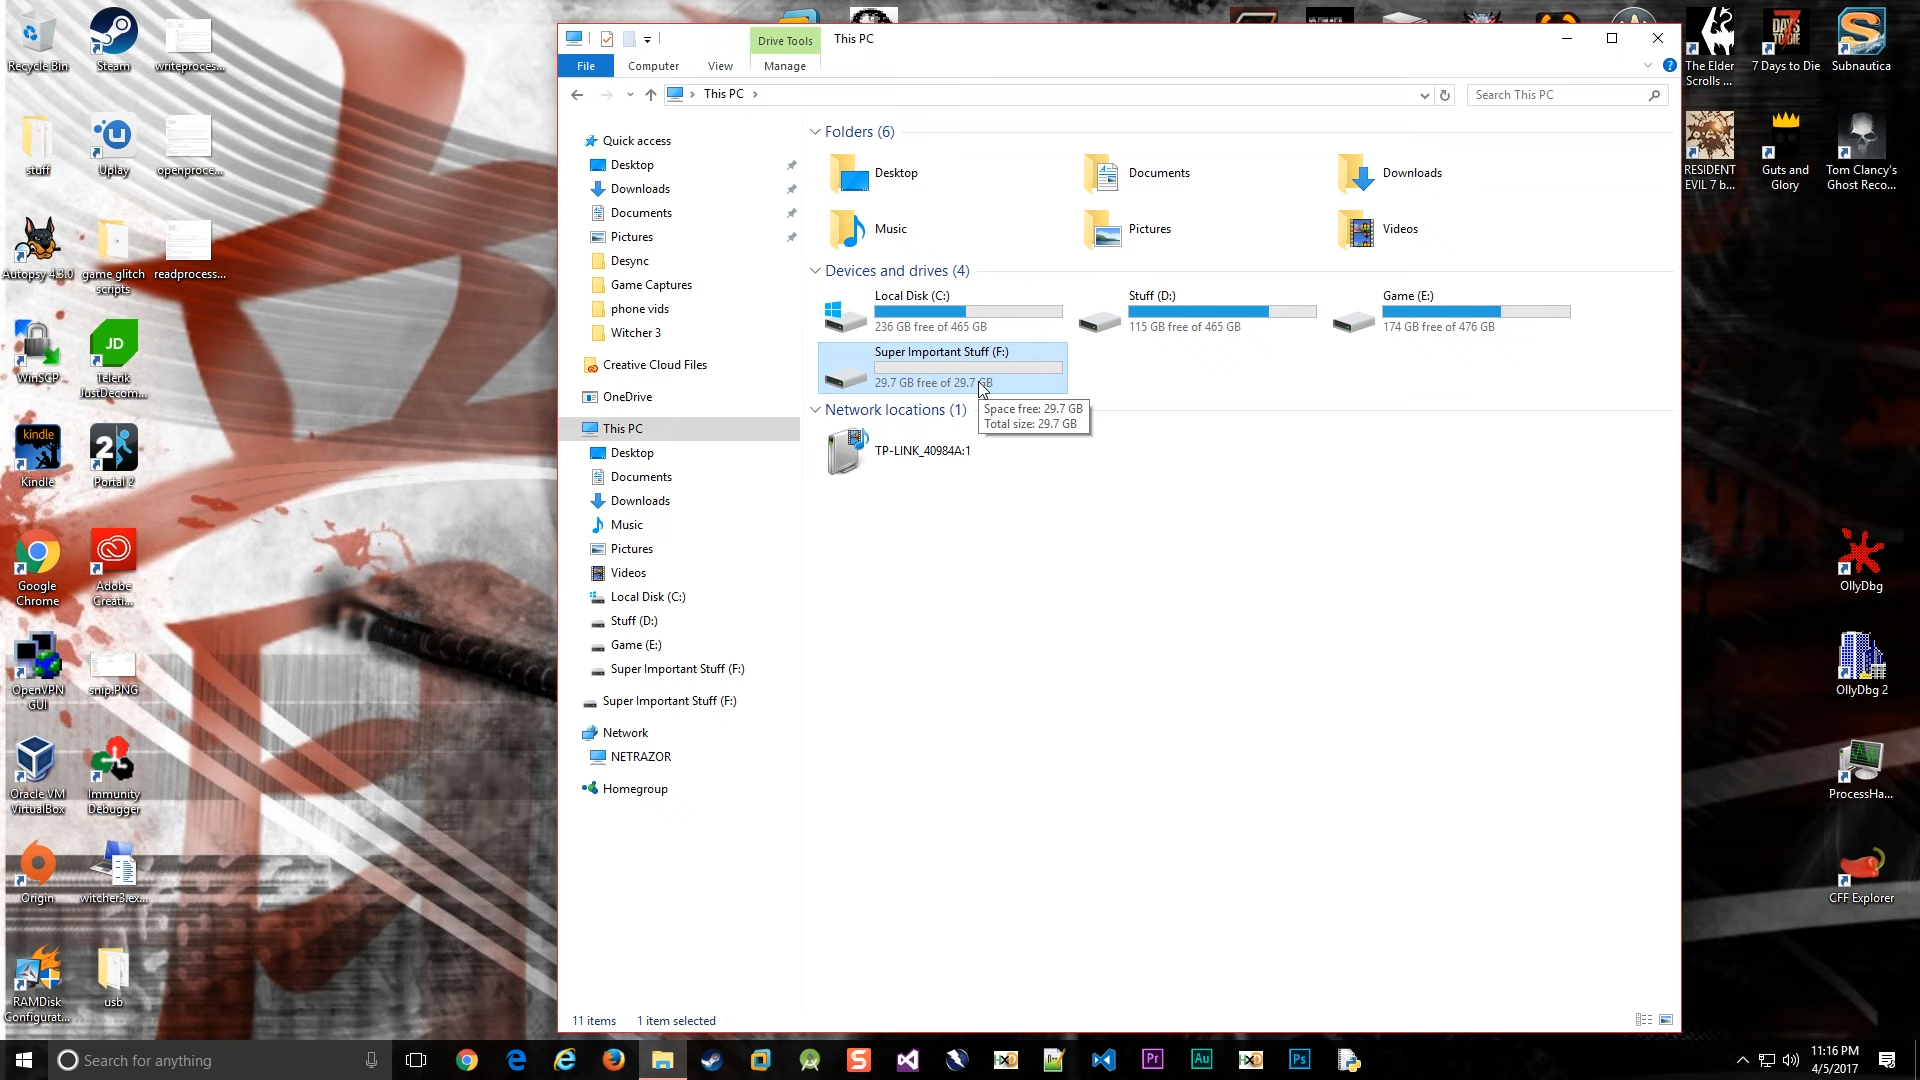 Recycle Bin
Steam
writeproces...
stuff
Uplay
openproce...
Autopsy 4.3.0
game glitch
scripts
readprocess...
WinSCP
JD
Telerik
JustDecom...
kindle
Kindle
2
Portal 2
Google
Chrome
Adobe
Creati...
OpenVPN
GUI
snip.PNG
Oracle VM
VirtualBox
Immunity
Debugger
Origin
witcher3.ex...
RAMDisk
Configurat...
usb
Drive Tools
This PC
File
Computer
View
Manage
This PC
Search This PC
Quick access
Desktop
Downloads
Documents
Pictures
Desync
Game Captures
phone vids
Witcher 3
Creative Cloud Files
OneDrive
This PC
Desktop
Documents
Downloads
Music
Pictures
Videos
Local Disk (C:)
Stuff (D:)
Game (E:)
Super Important Stuff (F:)
Super Important Stuff (F:)
Network
NETRAZOR
Homegroup
Folders (6)
Desktop
Documents
Downloads
Music
Pictures
Videos
Devices and drives (4)
Local Disk (C:)
236 GB free of 465 GB
Stuff (D:)
115 GB free of 465 GB
Game (E:)
174 GB free of 476 GB
Super Important Stuff (F:)
29.7 GB free of 29.7 GB
Space free: 29.7 GB
Total size: 29.7 GB
Network locations (1)
TP-LINK_40984A:1
11 items
1 item selected
The Elder
Scrolls ...
7 DAYS TO DIE
7 Days to Die
Subnautica
RESIDENT
EVIL 7 b...
Guts and
Glory
Tom Clancy's
Ghost Reco...
OllyDbg
OllyDbg 2
ProcessHa...
CFF Explorer
Search for anything
Pr
Au
Ps
11:16 PM
4/5/2017